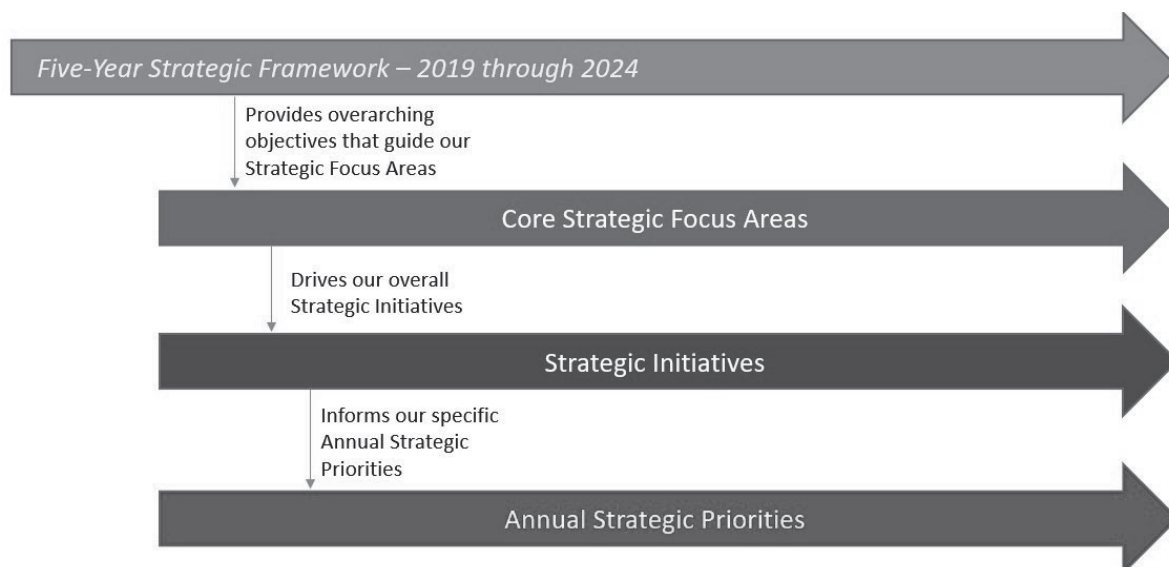 Five-Year Strategic Framework – 2019 through 2024
Provides overarching
objectives that guide our
Strategic Focus Areas
Core Strategic Focus Areas
Drives our overall
Strategic Initiatives
Strategic Initiatives
Informs our specific
Annual Strategic
Priorities
Annual Strategic Priorities